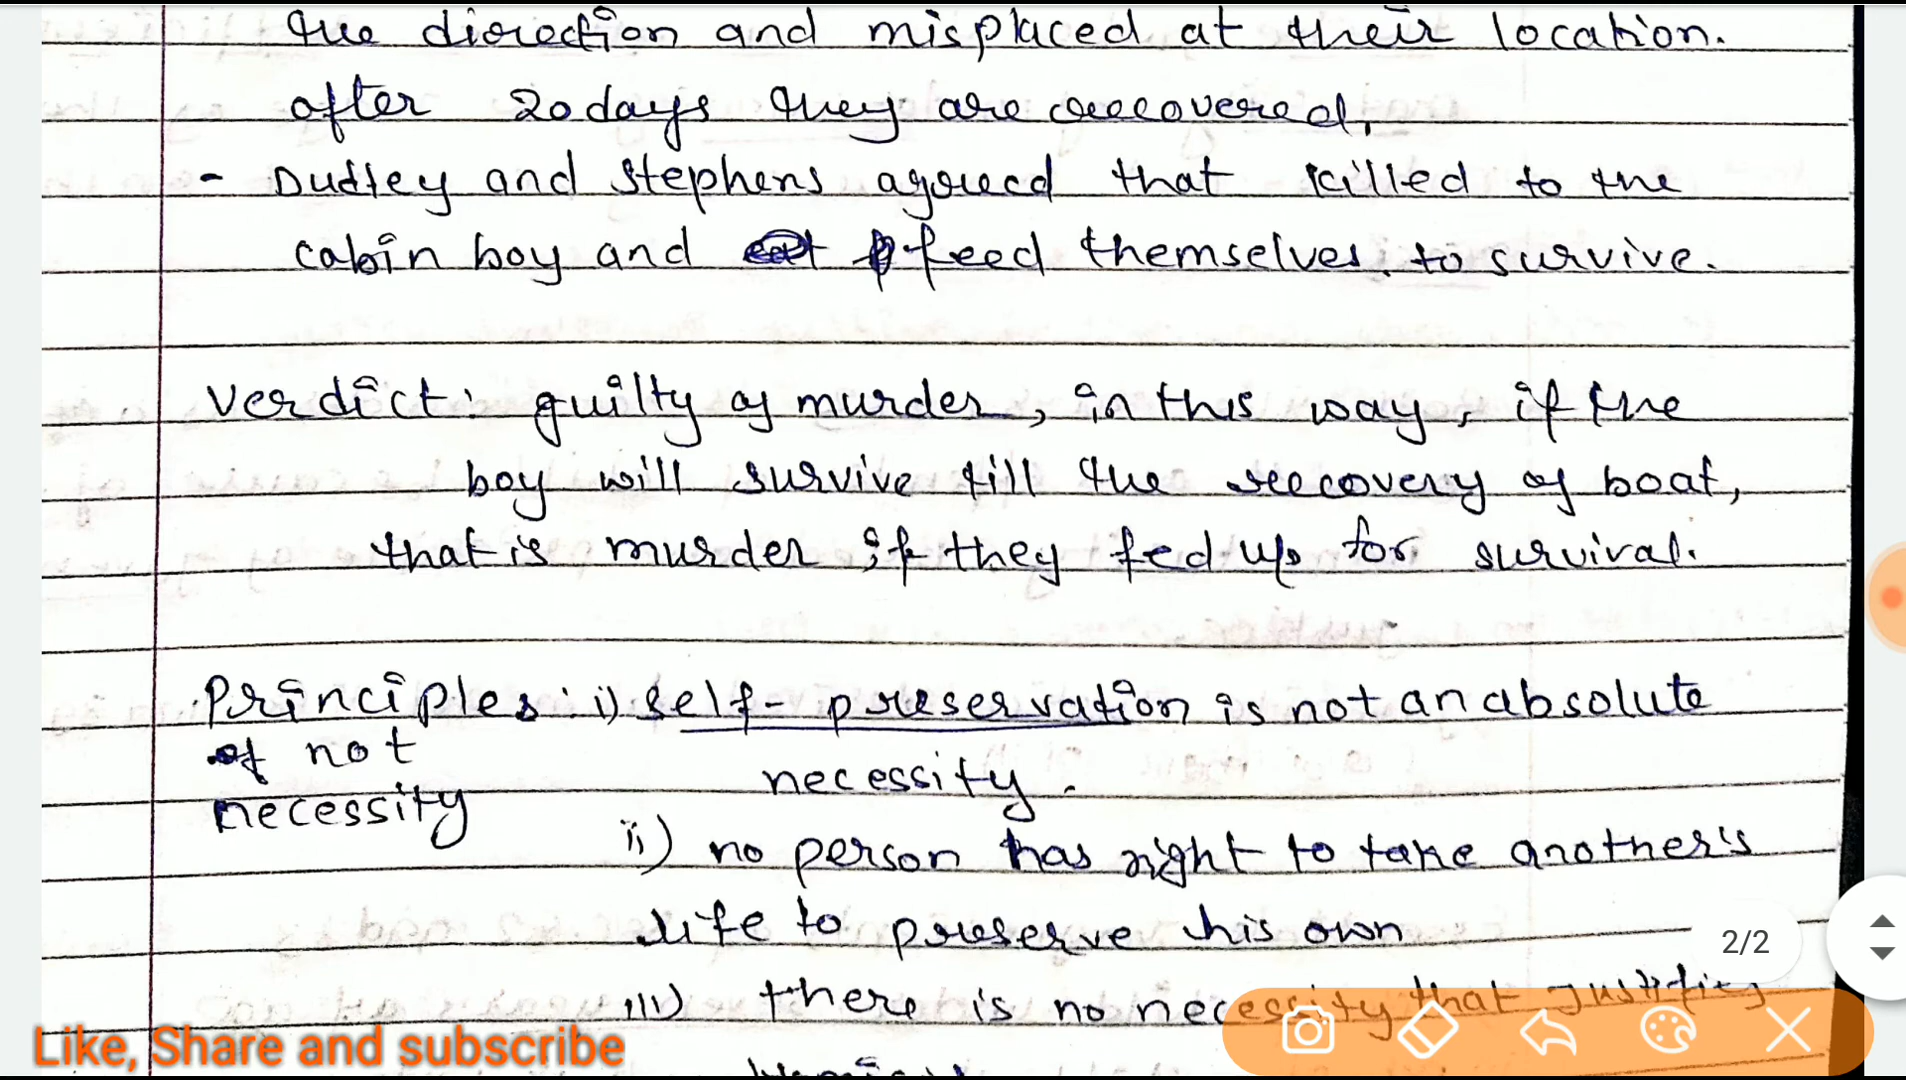 the direction and misplaced at their location.
after 20 days they are recovered.
- Dudley and Stephens agreed that killed to the
cabin boy and feed themselves to survive.
Verdict : guilty of murder, in this way, if the
boy will survive till the recovery of boat,
that is murder if they fed up for survival.
Principles : i) self-preservation is not an absolute
of not
necessity.
necessity
ii) no person has right to take another's
life to preserve his own
2/2
iii) there is no necessity that justifies
Like, Share and subscribe